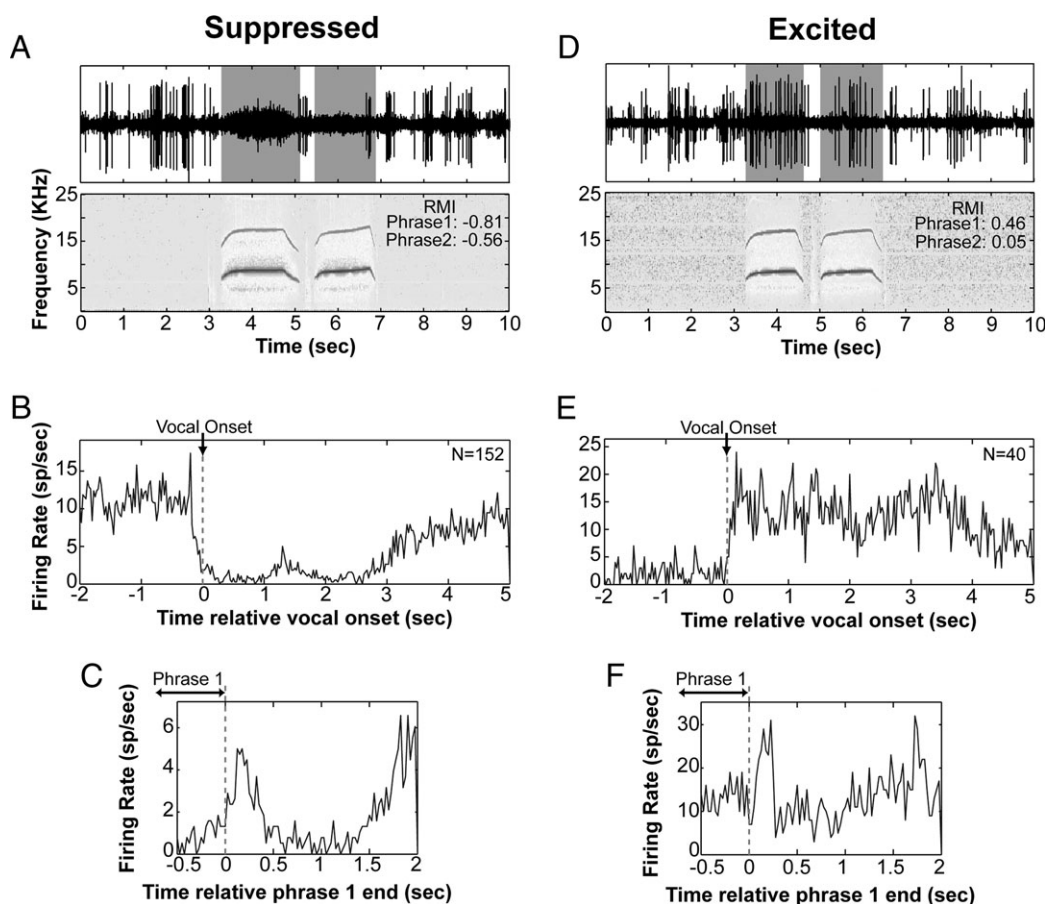 Suppressed
A
Frequency (KHz)
25
15
5
RMI
Phrase1: -0.81
Phrase2: -0.56
0 1 2 3 4 5 6 7 8 9 10
Time (sec)
B
Vocal Onset
N=152
Firing Rate (sp/sec)
15
10
5
0
-2 -1 0 1 2 3 4 5
Time relative vocal onset (sec)
C
Phrase 1
Firing Rate (sp/sec)
6
4
2
0
-0.5 0 0.5 1 1.5 2
Time relative phrase 1 end (sec)
Excited
D
25
15
5
RMI
Phrase1: 0.46
Phrase2: 0.05
0 1 2 3 4 5 6 7 8 9 10
Time (sec)
E
Vocal Onset
N=40
25
20
15
10
5
0
-2 -1 0 1 2 3 4 5
Time relative vocal onset (sec)
F
Phrase 1
Firing Rate (sp/sec)
30
20
10
0
-0.5 0 0.5 1 1.5 2
Time relative phrase 1 end (sec)